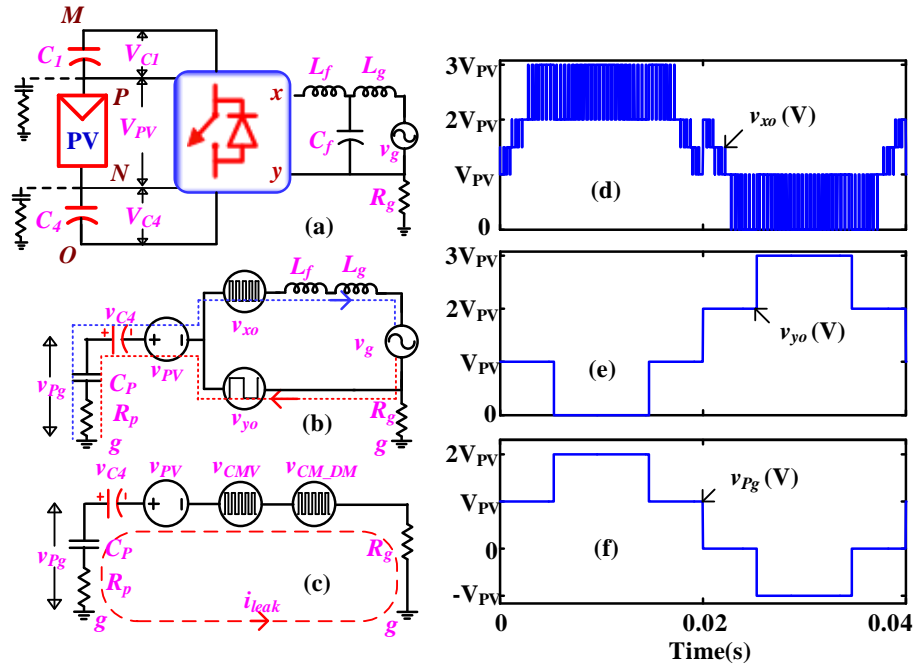 M
C1
VC1
P
PV
VPV
N
C4
VC4
O
x
y
Lf
Lg
Cf
vg
Rg
(a)
vC4
vPV
vxo
Lf
Lg
vg
vyo
vPg
CP
Rp
g
Rg
g
(b)
vC4
vPV
vCMV
vCM_DM
vPg
CP
Rp
g
Rg
g
ileak
(c)
3VPV
2VPV
1VPV
0
vxo (V)
(d)
3VPV
2VPV
VPV
0
vyo (V)
(e)
2VPV
VPV
0
-VPV
vPg (V)
(f)
0
0.02
0.04
Time(s)